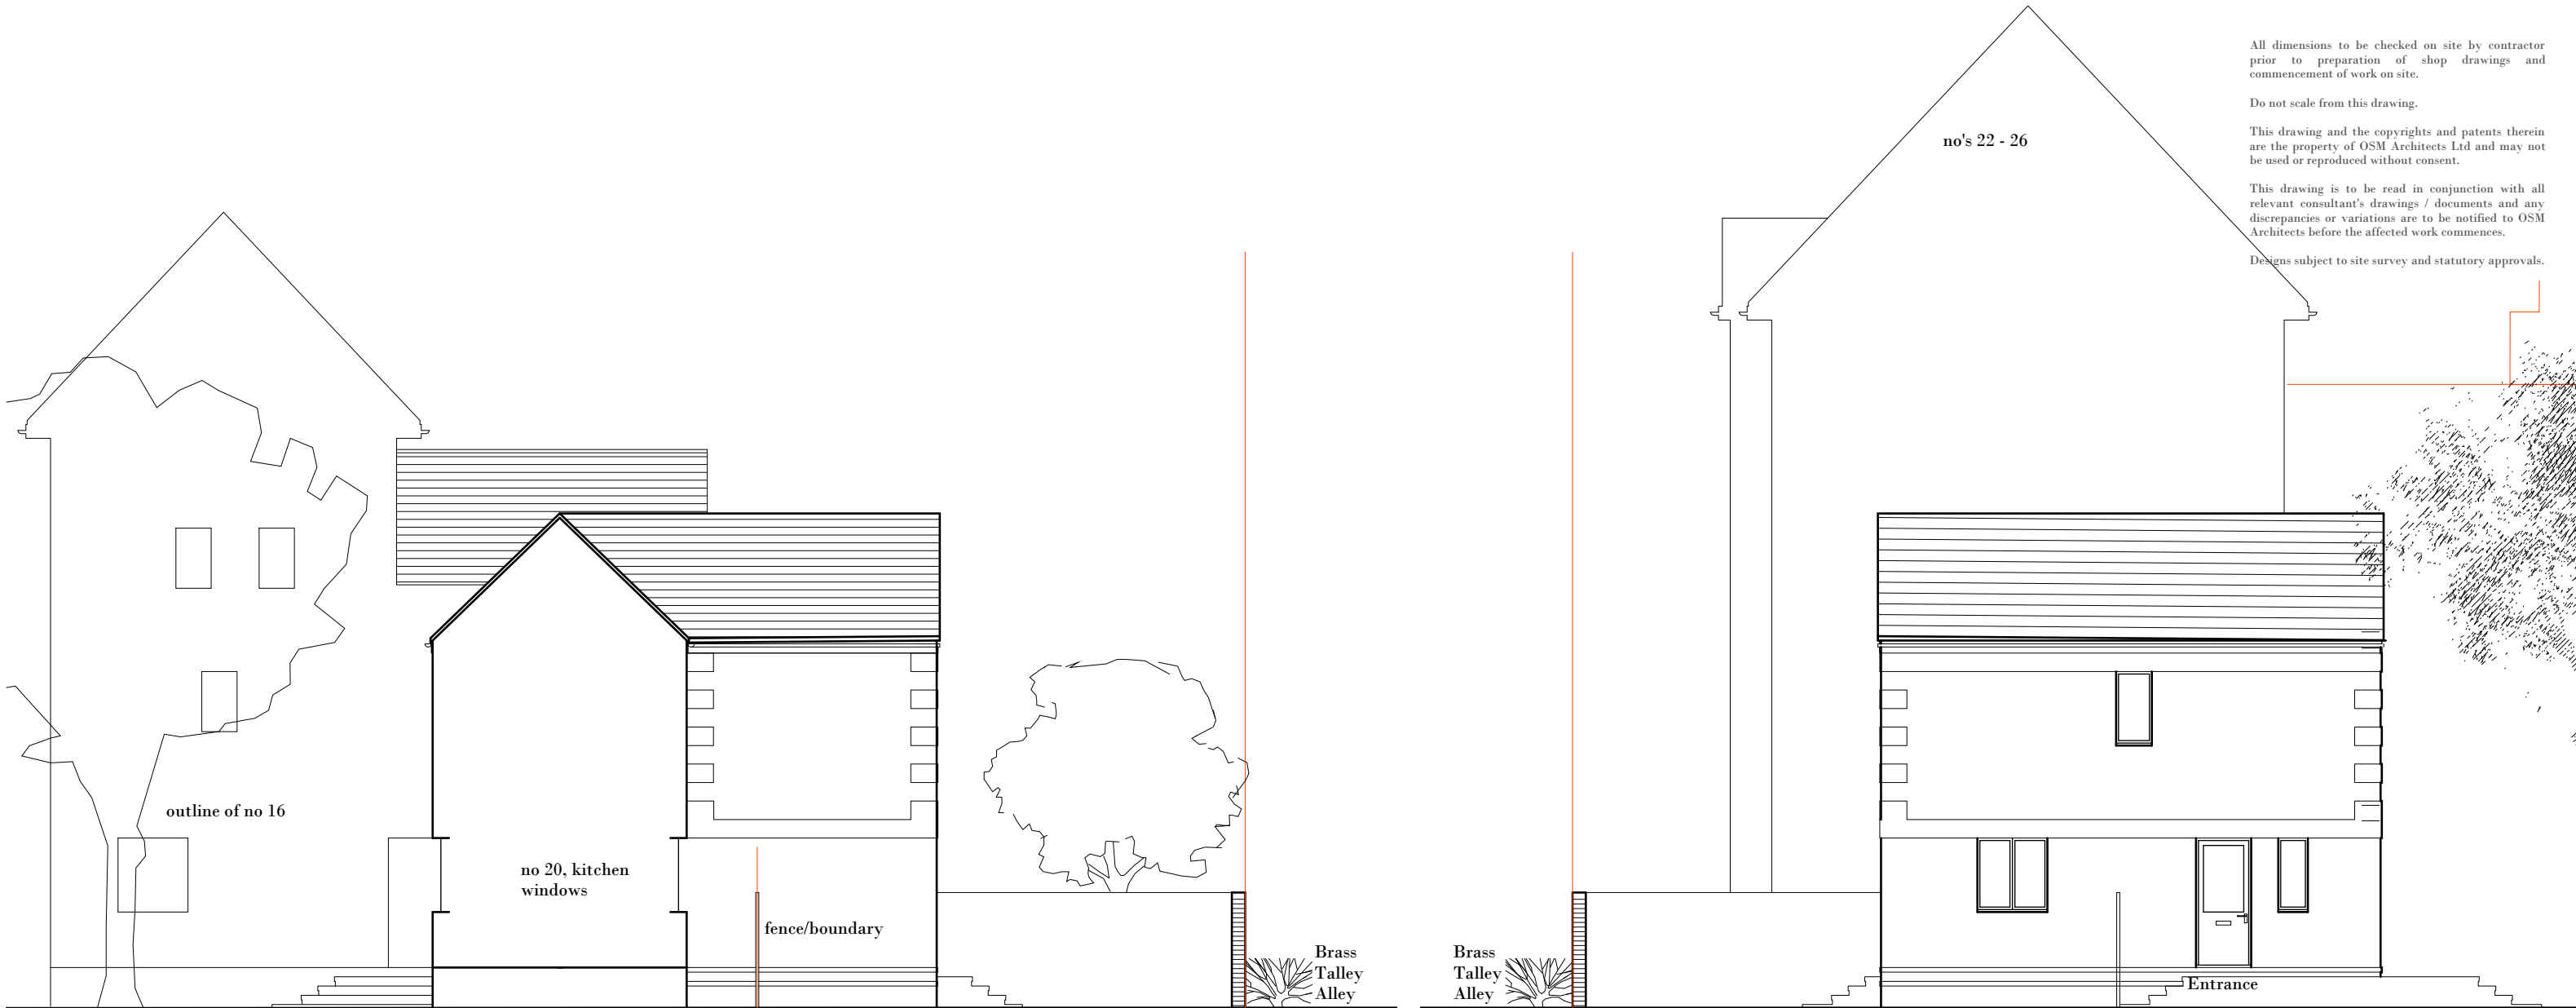 All dimensions to be checked on site by contractor
prior to preparation of shop drawings and
commencement of work on site.
Do not scale from this drawing.
This drawing and the copyrights and patents therein
are the property of OSM Architects Ltd and may not
be used or reproduced without consent.
This drawing is to be read in conjunction with all
relevant consultant's drawings / documents and any
discrepancies or variations are to be notified to OSM
Architects before the affected work commences.
Designs subject to site survey and statutory approvals.
no's 22 - 26
outline of no 16
no 20, kitchen
windows
fence/boundary
Brass
Talley
Alley
Brass
Talley
Alley
Entrance